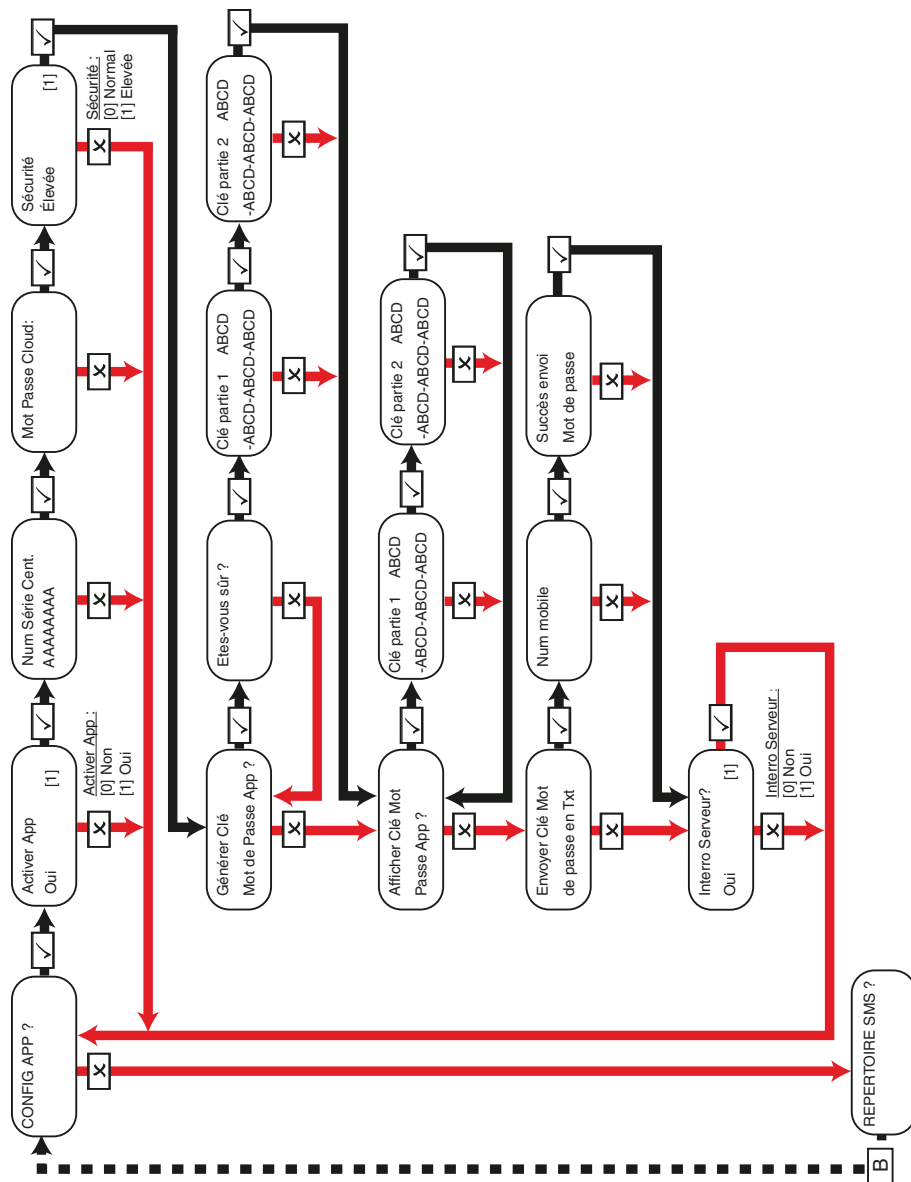 CONFIG APP ?
Activer App
Oui [1]
Activer App :
[0] Non
[1] Oui
Num Série Cent.
AAAAAAAA
Mot Passe Cloud:
Sécurité
Élevée [1]
Sécurité :
[0] Normal
[1] Elevée
Générer Clé
Mot de Passe App ?
Etes-vous sûr ?
Clé partie 1 ABCD
-ABCD-ABCD-ABCD
Clé partie 2 ABCD
-ABCD-ABCD-ABCD
Afficher Clé Mot
Passe App ?
Clé partie 1 ABCD
-ABCD-ABCD-ABCD
Clé partie 2 ABCD
-ABCD-ABCD-ABCD
Envoyer Clé Mot
de passe en Txt
Num mobile
Succès envoi
Mot de passe
Interro Serveur?
Oui [1]
Interro Serveur :
[0] Non
[1] Oui
REPERTOIRE SMS ?
B